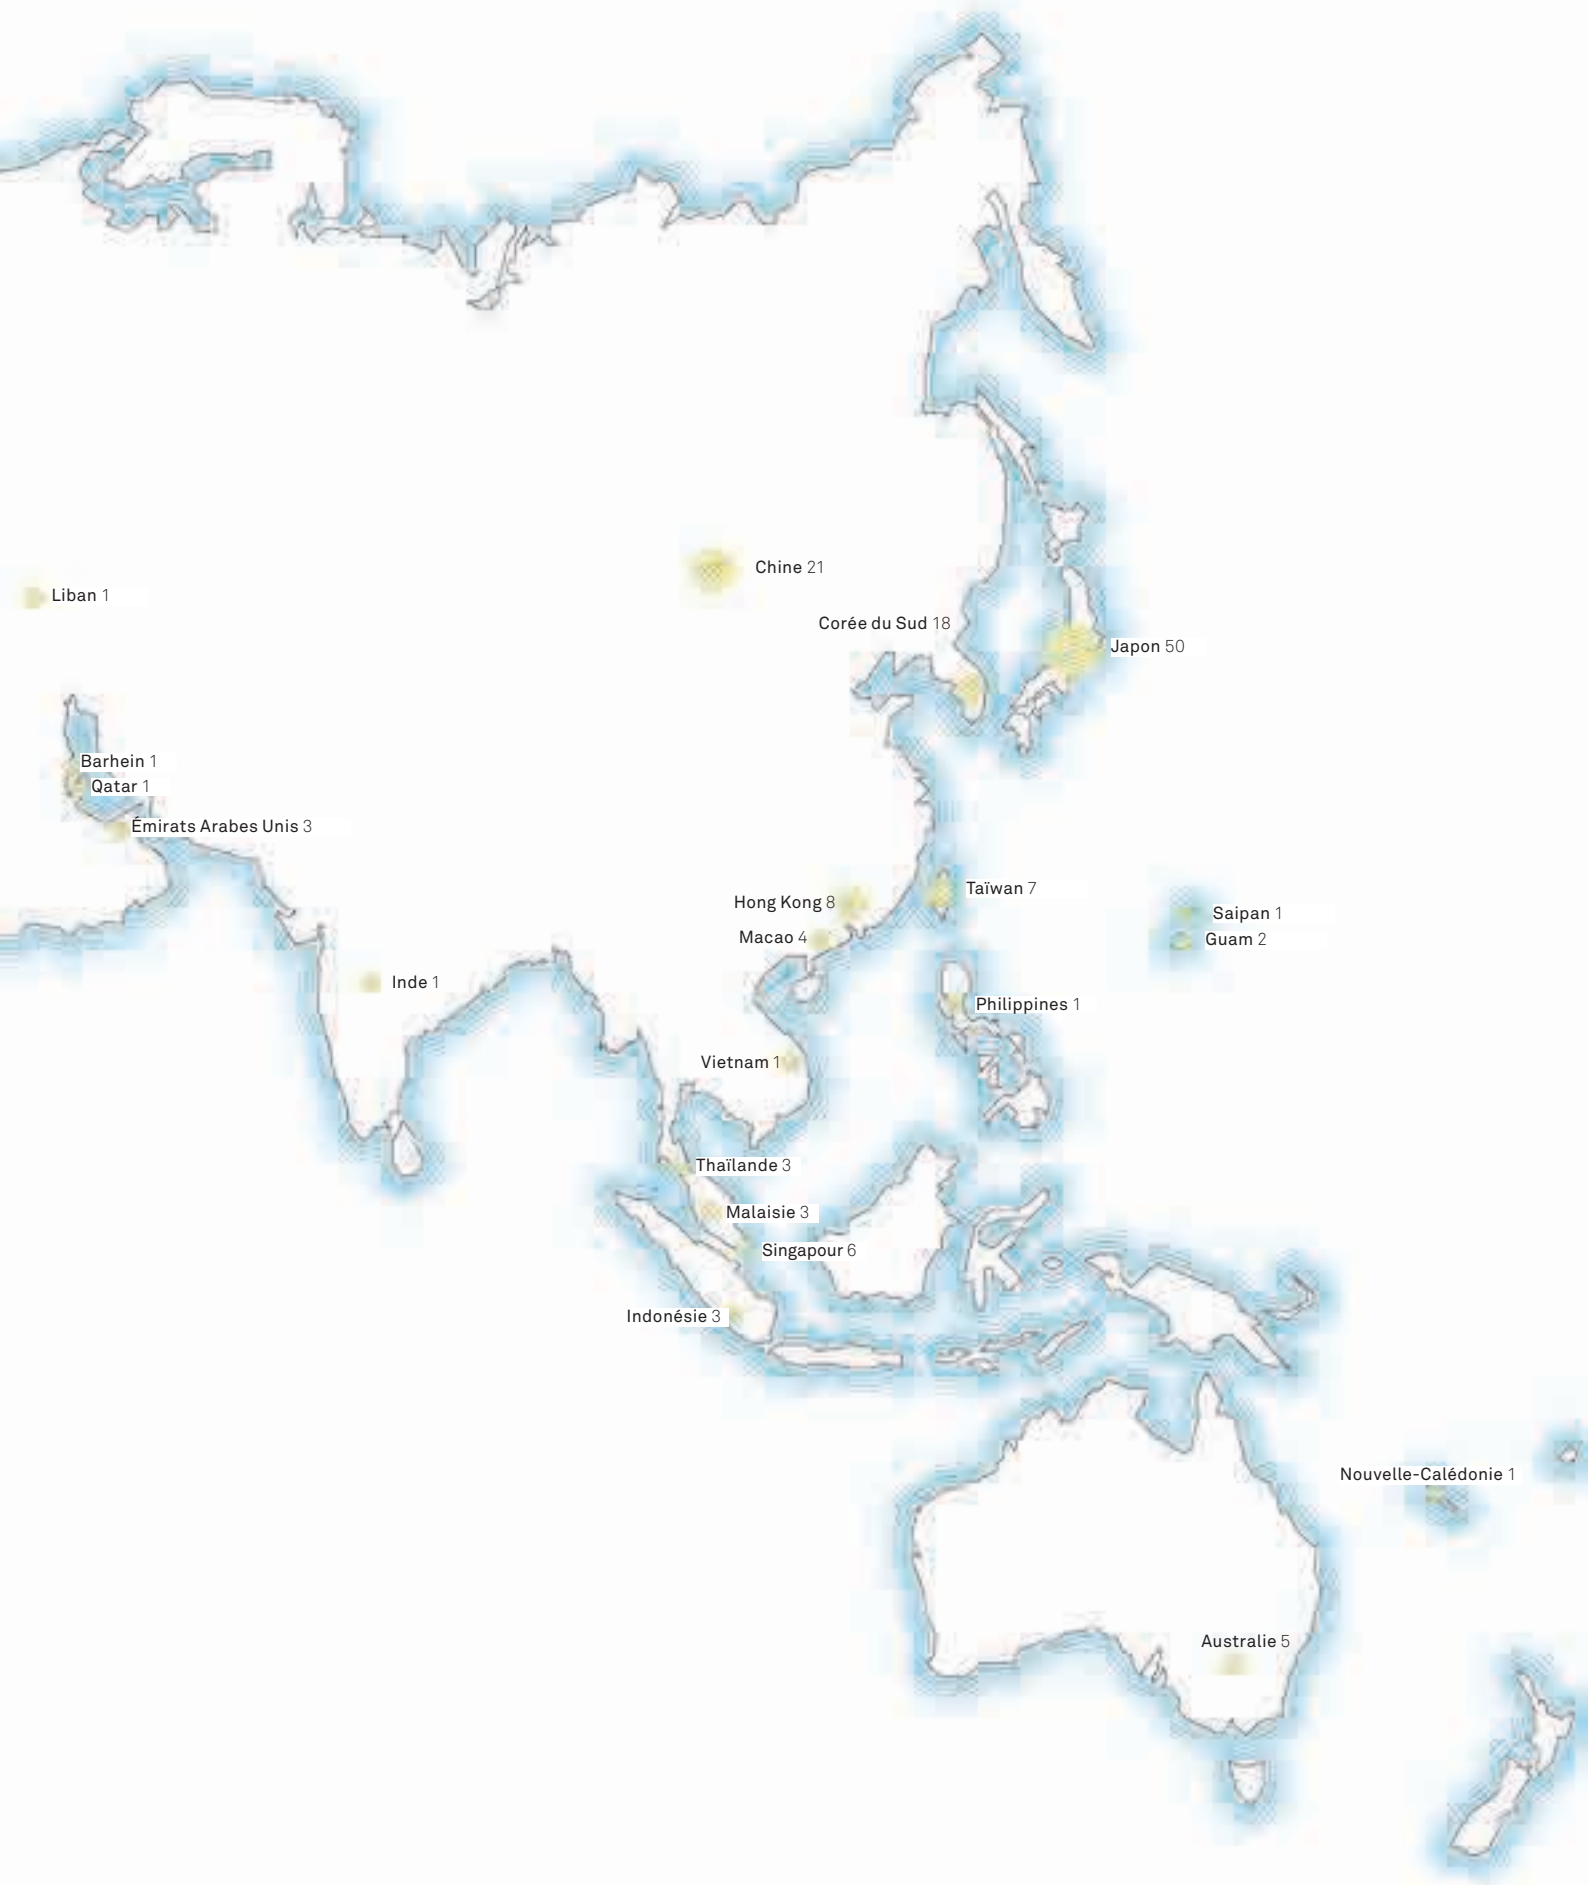 Chine 21
Liban 1
Corée du Sud 18
Japon 50
Barhein 1
Qatar 1
Émirats Arabes Unis 3
Taïwan 7
Hong Kong 8
Saipan 1
Macao 4
Guam 2
Inde 1
Philippines 1
Vietnam 1
Thaïlande 3
Malaisie 3
Singapour 6
Indonésie 3
Nouvelle-Calédonie 1
Australie 5